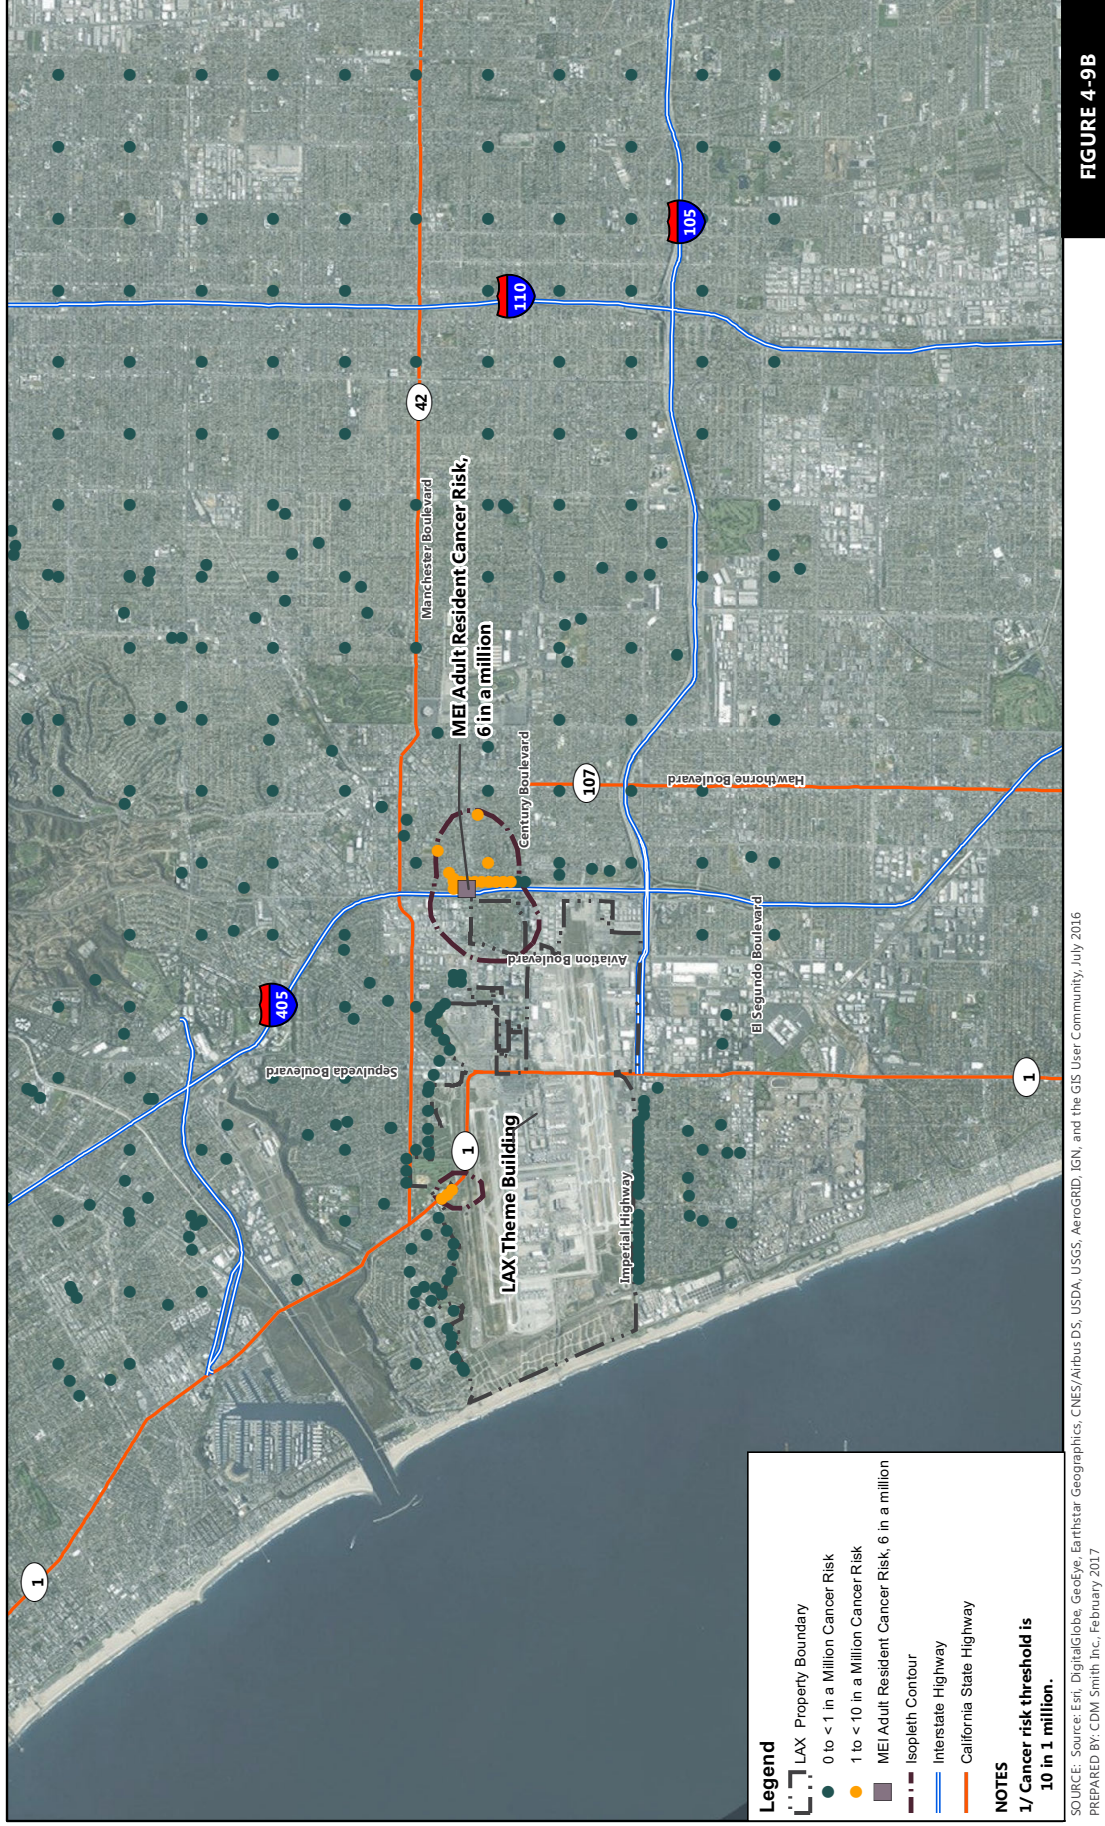 405
110
105
42
107
1
1
1
Manchester Boulevard
MEI Adult Resident Cancer Risk,
6 in a million
Century Boulevard
Hawthorne Boulevard
Aviation Boulevard
Sepulveda Boulevard
El Segundo Boulevard
LAX Theme Building
Imperial Highway
Legend
LAX Property Boundary
0 to < 1 in a Million Cancer Risk
1 to < 10 in a Million Cancer Risk
MEI Adult Resident Cancer Risk, 6 in a million
Isopleth Contour
Interstate Highway
California State Highway
NOTES
1/ Cancer risk threshold is
10 in 1 million.
SOURCE: Source: Esri, DigitalGlobe, GeoEye, Earthstar Geographics, CNES/Airbus DS, USDA, USGS, AeroGRID, IGN, and the GIS User Community, July 2016
PREPARED BY: CDM Smith Inc., February 2017
FIGURE 4-9B